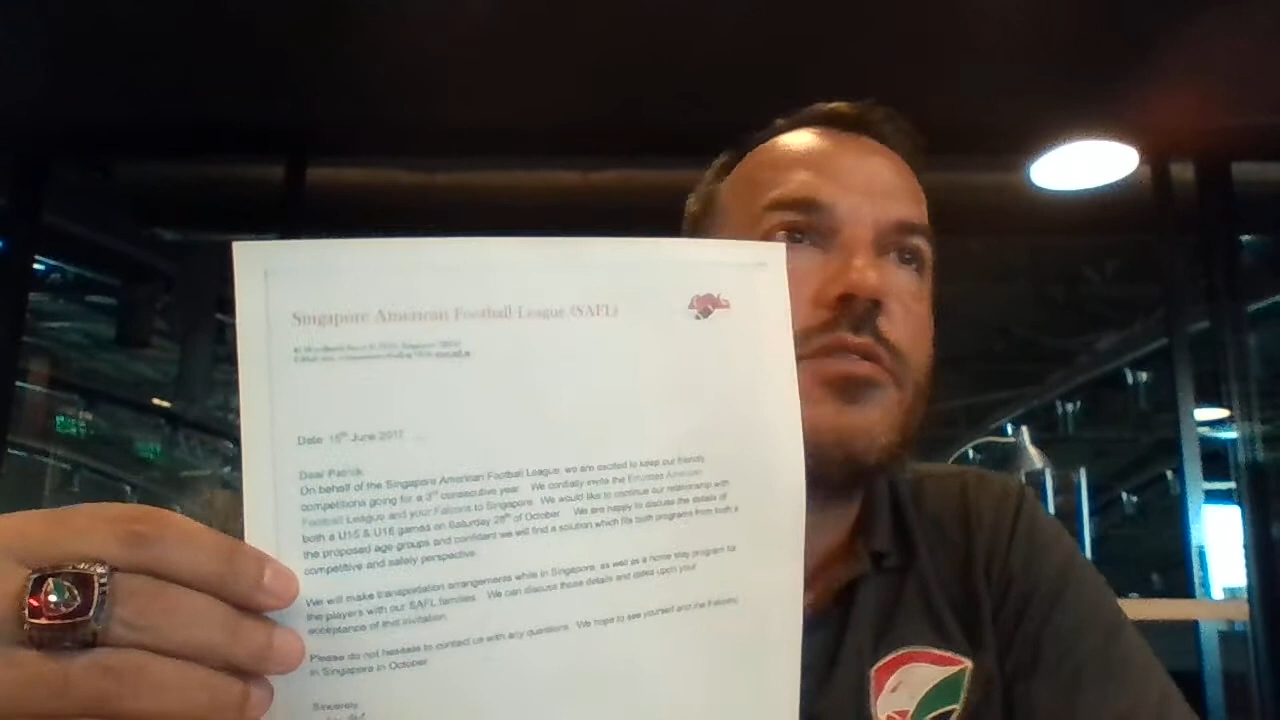 Singapore American Football League (SAFL)
Date: 15th June 2017
Dear Patrick,
On behalf of the Singapore American Football League, we are excited to keep our friendly
competitions going for a 3rd consecutive year. We cordially invite the Emirates American
Football League and your Falcons to Singapore. We would like to continue our relationship with
both a U15 & U16 games on Saturday 28th of October. We are happy to discuss the details of
the proposed age groups and confident we will find a solution which fits both programs from both a
competitive and safety perspective.
We will make transportation arrangements while in Singapore, as well as a home stay program for
the players with our SAFL families. We can discuss those details and dates upon your
acceptance of this invitation.
Please do not hesitate to contact us with any questions. We hope to see yourself and the Falcons
in Singapore in October.
Sincerely,